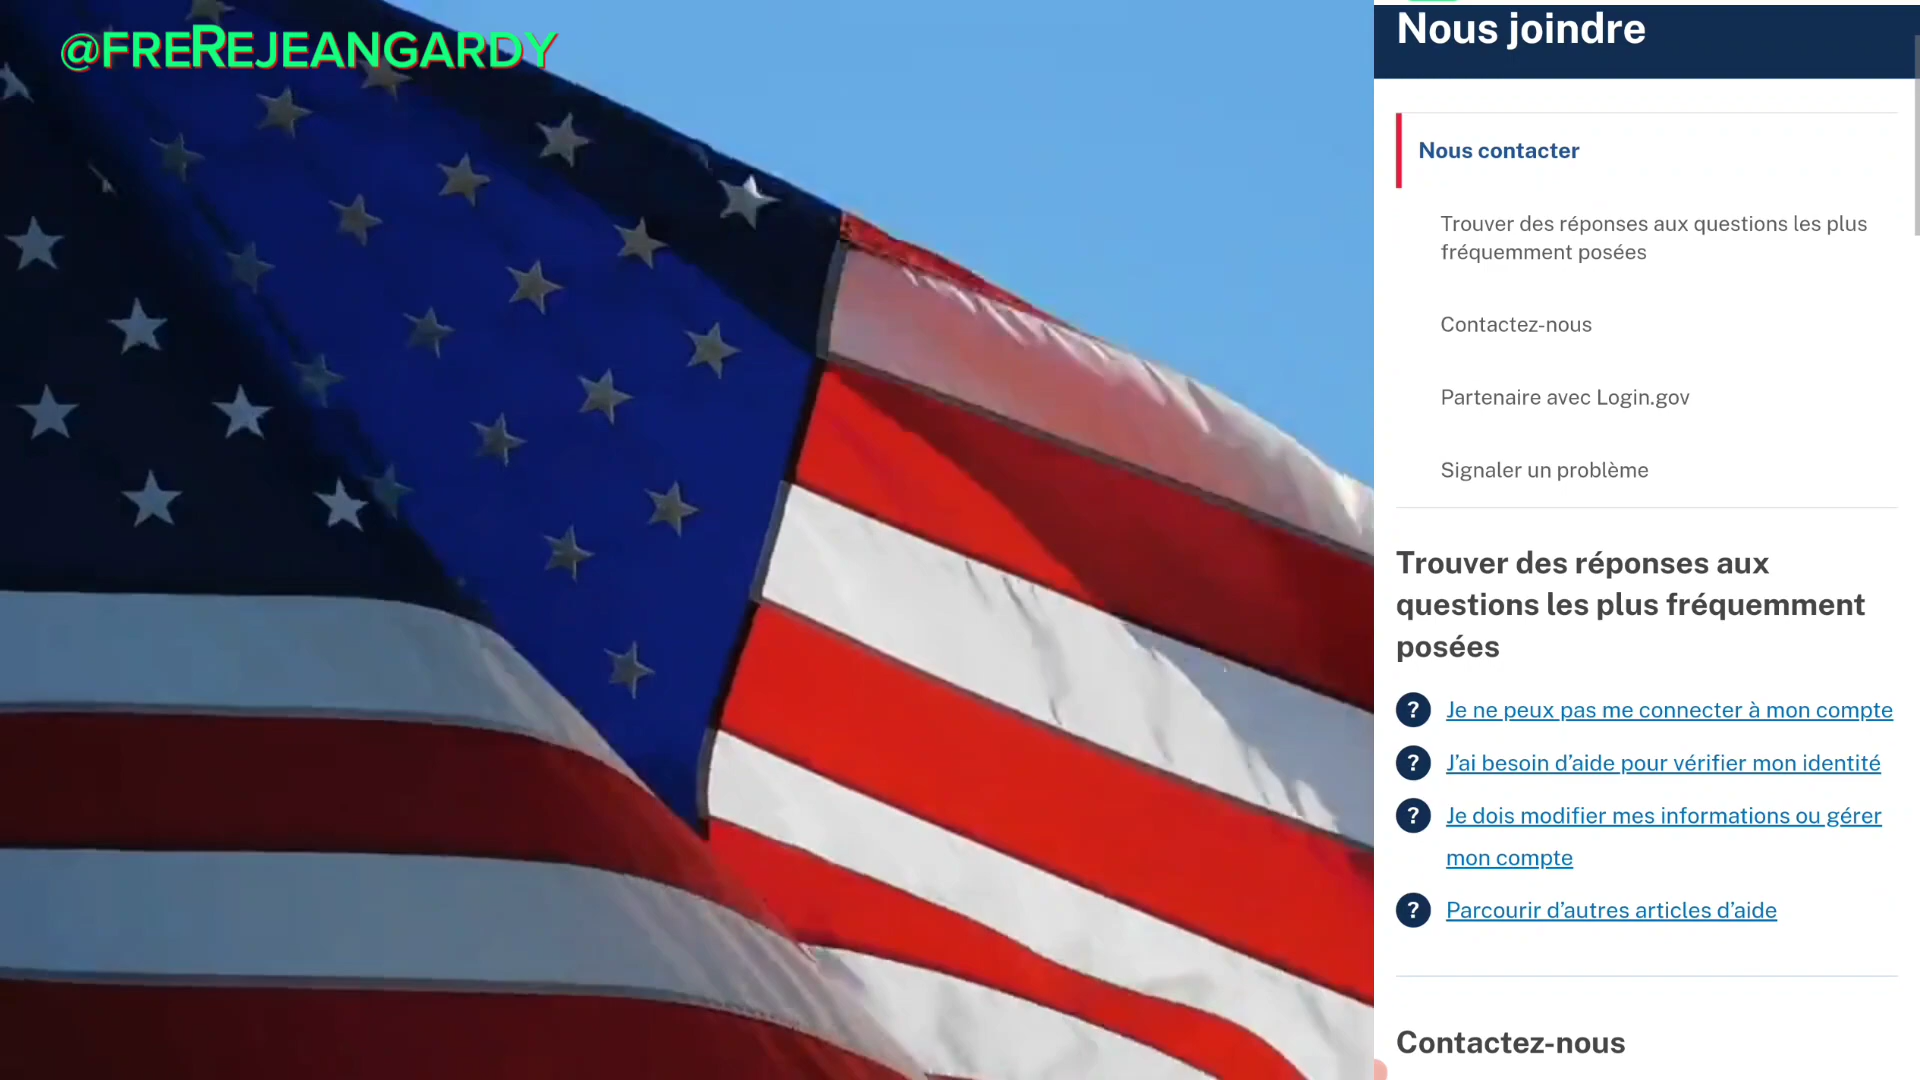 @FREREJEANGARDY
Nous joindre
Nous contacter
Trouver des réponses aux questions les plus
fréquemment posées
Contactez-nous
Partenaire avec Login.gov
Signaler un problème
Trouver des réponses aux
questions les plus fréquemment
posées
? Je ne peux pas me connecter à mon compte
? J’ai besoin d’aide pour vérifier mon identité
? Je dois modifier mes informations ou gérer
mon compte
? Parcourir d’autres articles d’aide
Contactez-nous